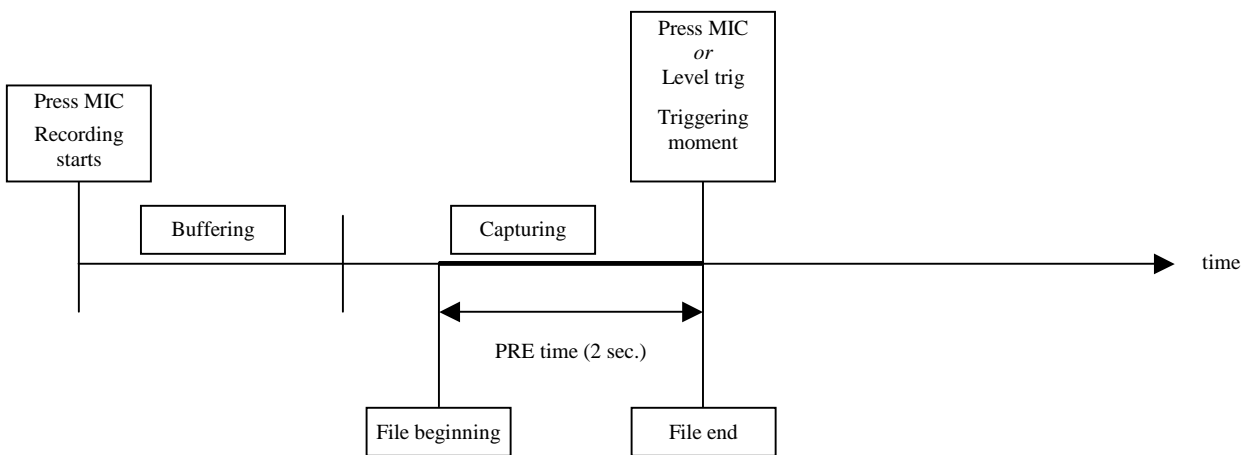 Press MIC
or
Level trig
Triggering
moment
Press MIC
Recording
starts
Buffering
Capturing
time
PRE time (2 sec.)
File beginning
File end